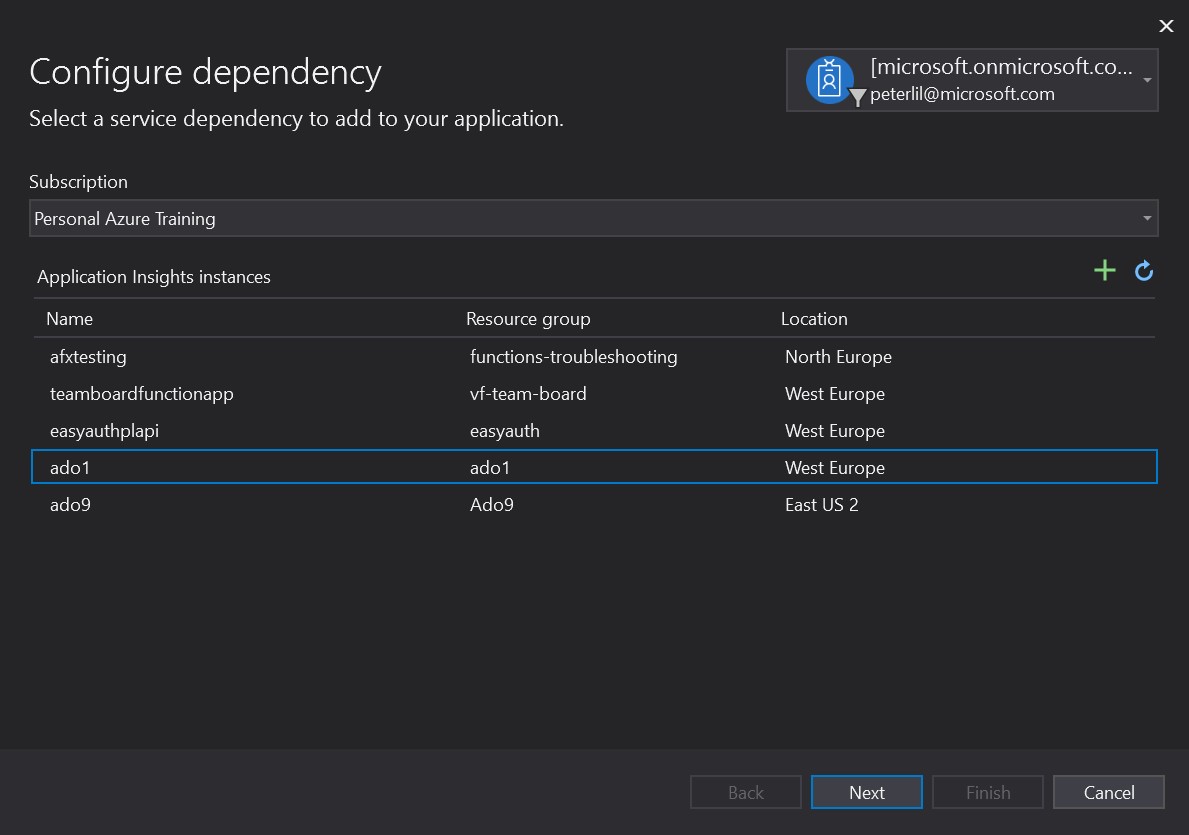 Configure dependency
Select a service dependency to add to your application.
[microsoft.onmicrosoft.co...
peterlil@microsoft.com
Subscription
Personal Azure Training
Application Insights instances
Name Resource group Location
afxtesting functions-troubleshooting North Europe
teamboardfunctionapp vf-team-board West Europe
easyauthplapi easyauth West Europe
ado1 ado1 West Europe
ado9 Ado9 East US 2
Back Next Finish Cancel